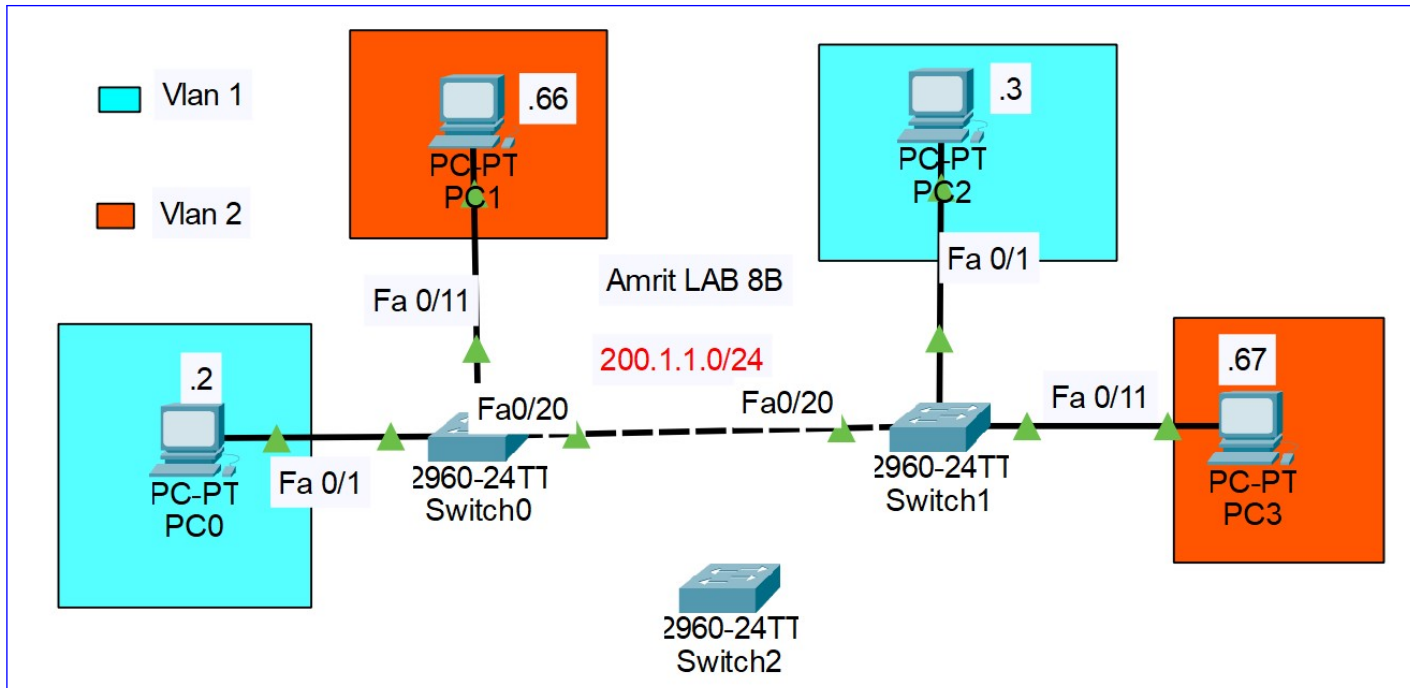 Vlan 1
Vlan 2
.66
PC-PT
PC1
.3
PC-PT
PC2
Fa 0/11
Amrit LAB 8B
Fa 0/1
200.1.1.0/24
.2
PC-PT
PC0
Fa 0/1
Fa0/20
2960-24TT
Switch0
Fa0/20
2960-24TT
Switch1
Fa 0/11
.67
PC-PT
PC3
2960-24TT
Switch2